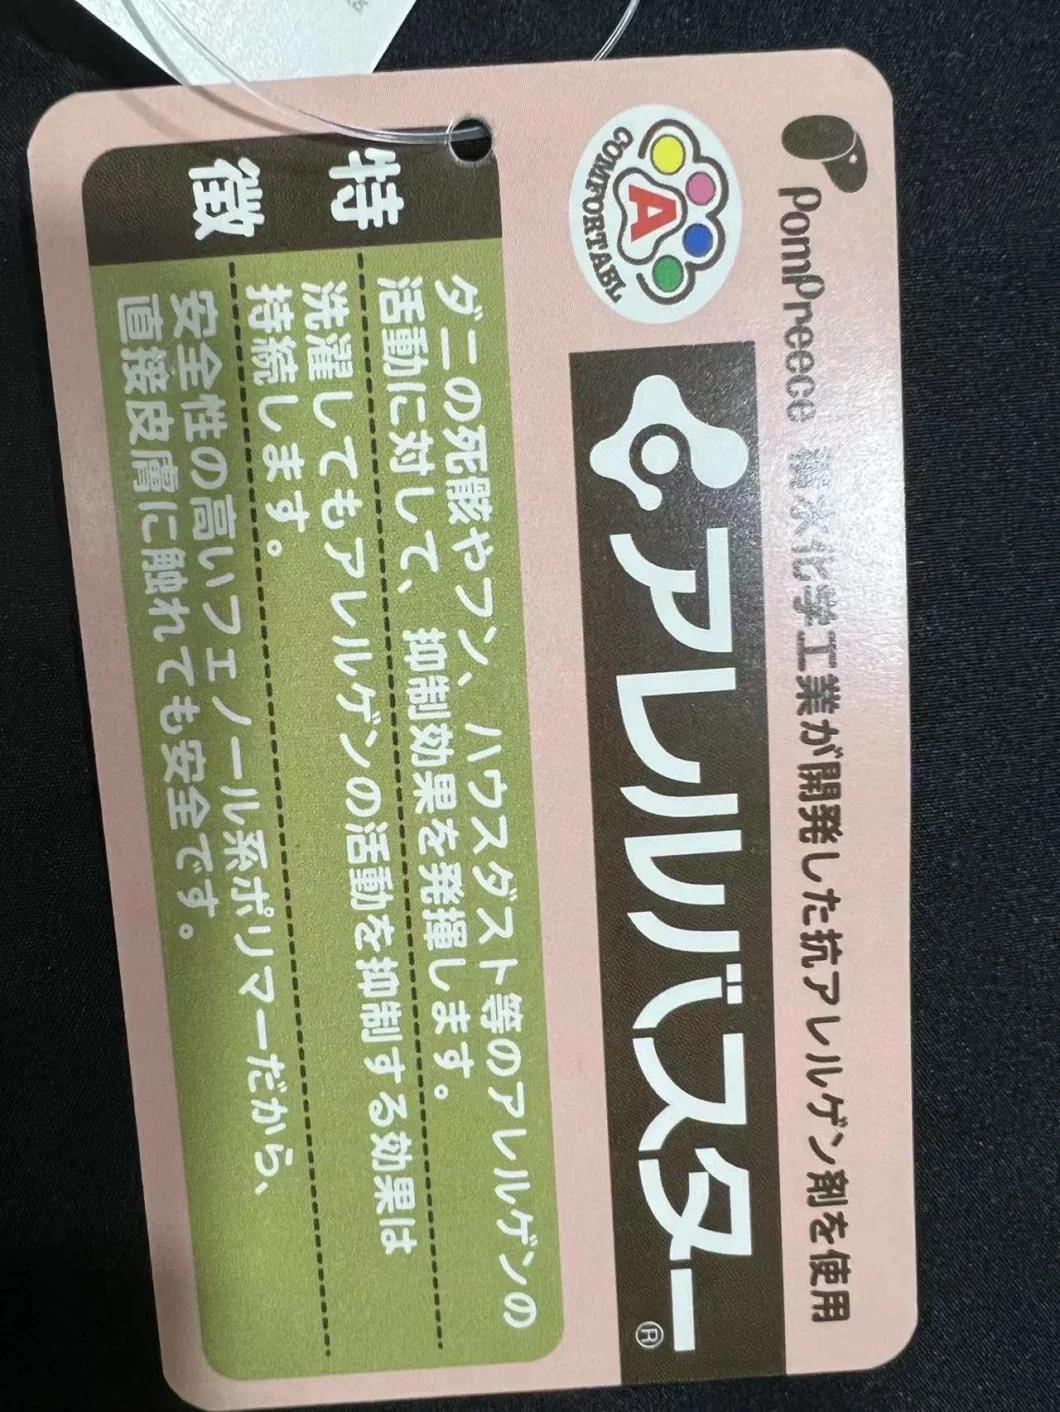 PomPreece 積水化学工業が開発した抗アレルゲン剤を使用
A
COMFORTABL
アレルバスター®
特徴
ダニの死骸やフン、ハウスダスト等のアレルゲンの
活動に対して、抑制効果を発揮します。
洗濯してもアレルゲンの活動を抑制する効果は
持続します。
安全性の高いフェノール系ポリマーだから、
直接皮膚に触れても安全です。